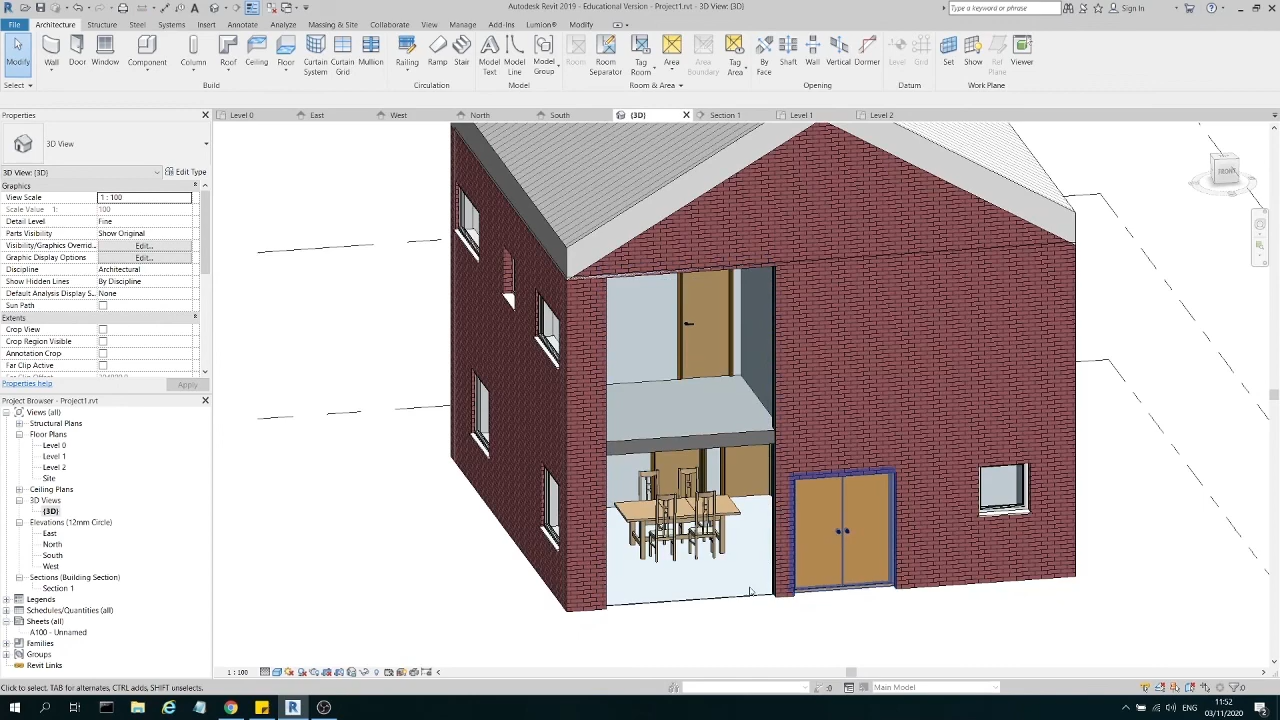 Autodesk Revit 2019 - Educational Version - Project1.rvt - 3D View: {3D}
Type a keyword or phrase
Sign In
File Architecture Structure Steel Systems Insert Annotate Analyze Massing & Site Collaborate View Manage Add-Ins Lumion® Modify
Modify Wall Door Window Component Column Roof Ceiling Floor Curtain System Curtain Grid Mullion Railing Ramp Stair Model Text Model Line Model Group Room Room Separator Tag Room Area Area Boundary Tag Area By Face Shaft Wall Vertical Dormer Level Grid Set Show Ref Plane Viewer
Select Build Circulation Model Room & Area Opening Datum Work Plane
Properties
Level 0 East West North South {3D} Section 1 Level 1 Level 2
3D View
3D View: {3D} Edit Type
Graphics
View Scale 1 : 100
Scale Value 1: 100
Detail Level Fine
Parts Visibility Show Original
Visibility/Graphics Overrid... Edit...
Graphic Display Options Edit...
Discipline Architectural
Show Hidden Lines By Discipline
Default Analysis Display S... None
Sun Path
Extents
Crop View
Crop Region Visible
Annotation Crop
Far Clip Active
Properties help Apply
Project Browser - Project1.rvt
Views (all)
Structural Plans
Floor Plans
Level 0
Level 1
Level 2
Site
Ceiling Plans
3D Views
{3D}
Elevations (12mm Circle)
East
North
South
West
Sections (Building Section)
Section 1
Legends
Schedules/Quantities (all)
Sheets (all)
A100 - Unnamed
Families
Groups
Revit Links
FRONT
1 : 100
Click to select, TAB for alternates, CTRL adds, SHIFT unselects.
:0
Main Model
:0
ENG
11:52
03/11/2020
2